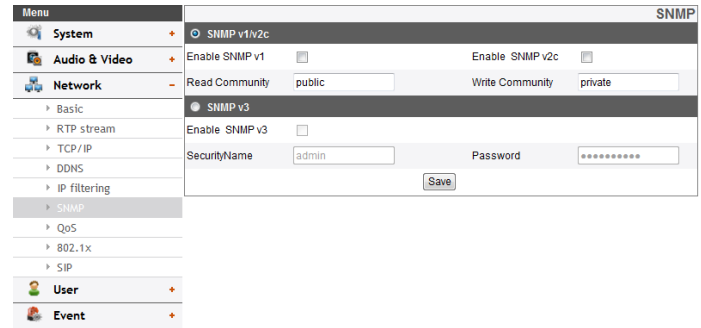 Menu
System +
Audio & Video +
Network -
Basic
RTP stream
TCP/IP
DDNS
IP filtering
SNMP
QoS
802.1x
SIP
User +
Event +
SNMP
SNMP v1/v2c
Enable SNMP v1 Enable SNMP v2c
Read Community public Write Community private
SNMP v3
Enable SNMP v3
SecurityName admin Password ●●●●●●●●●●
Save